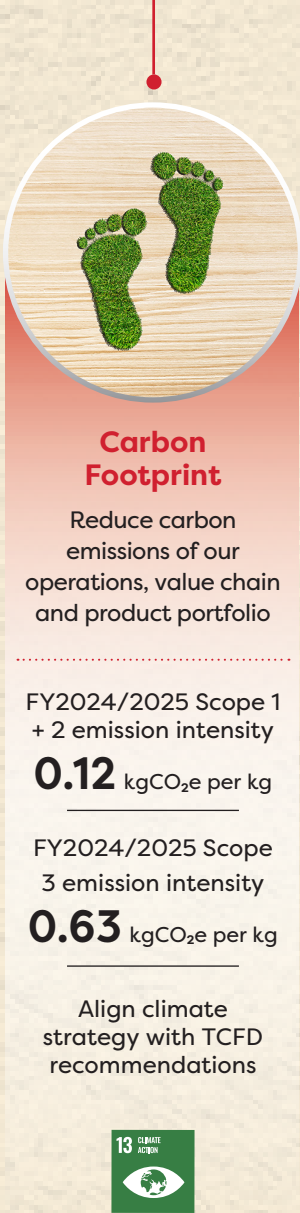 Carbon
Footprint
Reduce carbon
emissions of our
operations, value chain
and product portfolio
FY2024/2025 Scope 1
+ 2 emission intensity
0.12 kgCO₂e per kg
FY2024/2025 Scope
3 emission intensity
0.63 kgCO₂e per kg
Align climate
strategy with TCFD
recommendations
13 CLIMATE
ACTION